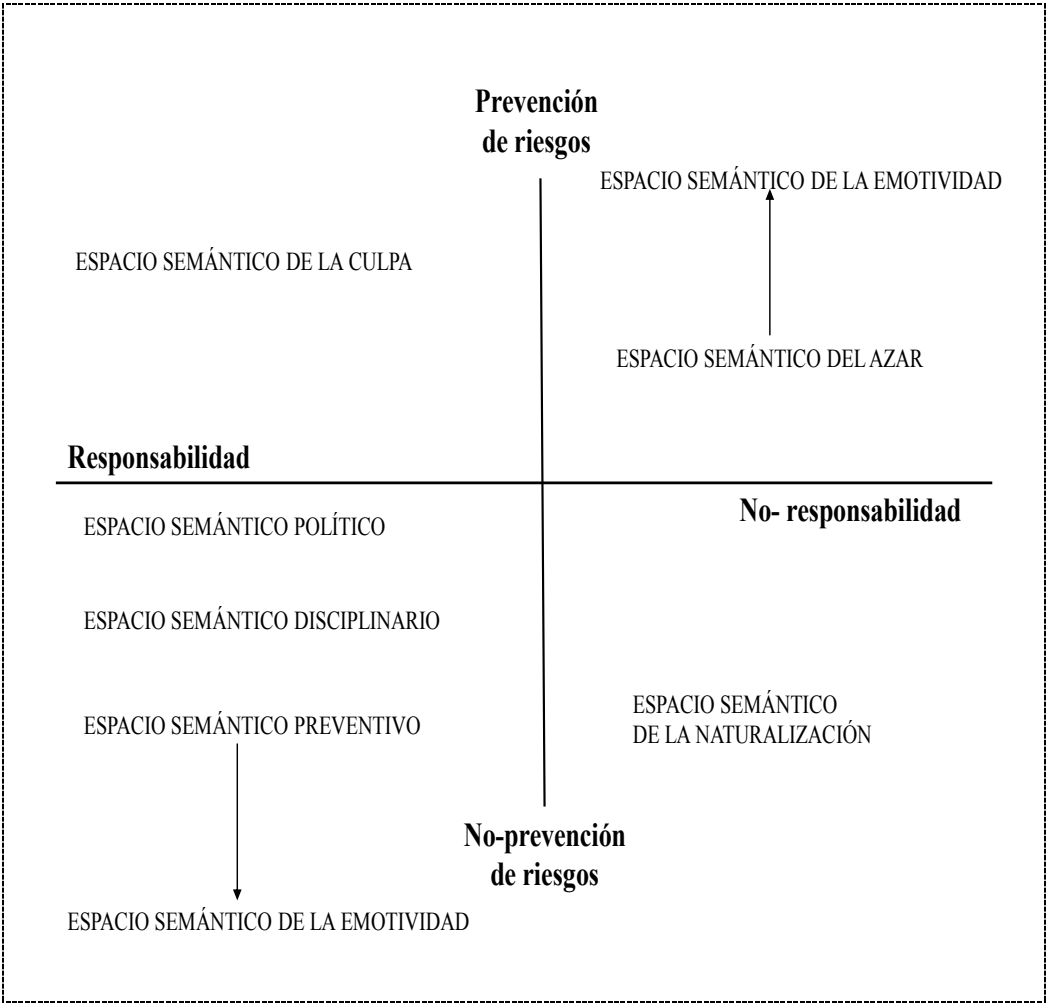 Prevención
de riesgos
ESPACIO SEMÁNTICO DE LA EMOTIVIDAD
ESPACIO SEMÁNTICO DE LA CULPA
ESPACIO SEMÁNTICO DEL AZAR
Responsabilidad
No- responsabilidad
ESPACIO SEMÁNTICO POLÍTICO
ESPACIO SEMÁNTICO DISCIPLINARIO
ESPACIO SEMÁNTICO PREVENTIVO
ESPACIO SEMÁNTICO
DE LA NATURALIZACIÓN
No-prevención
de riesgos
ESPACIO SEMÁNTICO DE LA EMOTIVIDAD